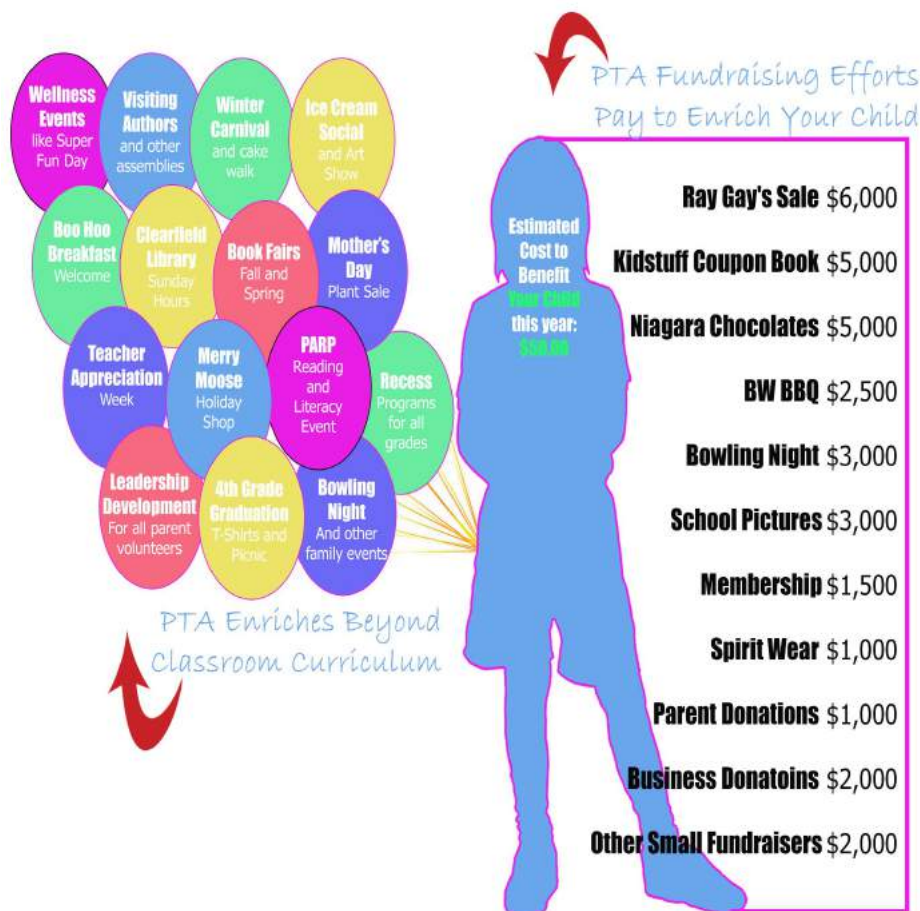 PTA Fundraising Efforts
Pay to Enrich Your Child
Wellness
Events
like Super
Fun Day
Visiting
Authors
and other
assemblies
Winter
Carnival
and cake
walk
Ice Cream
Social
and Art
Show
Boo Hoo
Breakfast
Welcome
Clearfield
Library
Sunday
Hours
Book Fairs
Fall and
Spring
Mother's
Day
Plant Sale
Teacher
Appreciation
Week
Merry
Moose
Holiday
Shop
PARP
Reading
and
Literacy
Event
Recess
Programs
for all
grades
Leadership
Development
For all parent
volunteers
4th Grade
Graduation
T-Shirts and
Picnic
Bowling
Night
And other
family events
PTA Enriches Beyond
Classroom Curriculum
Estimated
Cost to
Benefit
Your Child
this year:
$50.00
Ray Gay's Sale $6,000
Kidstuff Coupon Book $5,000
Niagara Chocolates $5,000
BW BBQ $2,500
Bowling Night $3,000
School Pictures $3,000
Membership $1,500
Spirit Wear $1,000
Parent Donations $1,000
Business Donatoins $2,000
Other Small Fundraisers $2,000